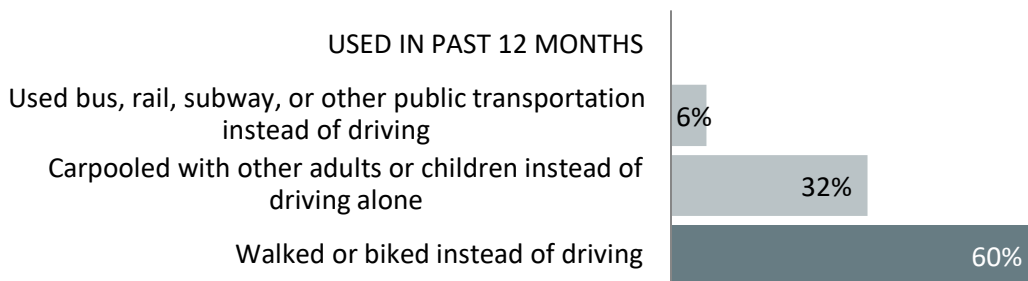 USED IN PAST 12 MONTHS
Used bus, rail, subway, or other public transportation
instead of driving
6%
Carpooled with other adults or children instead of
driving alone
32%
Walked or biked instead of driving
60%